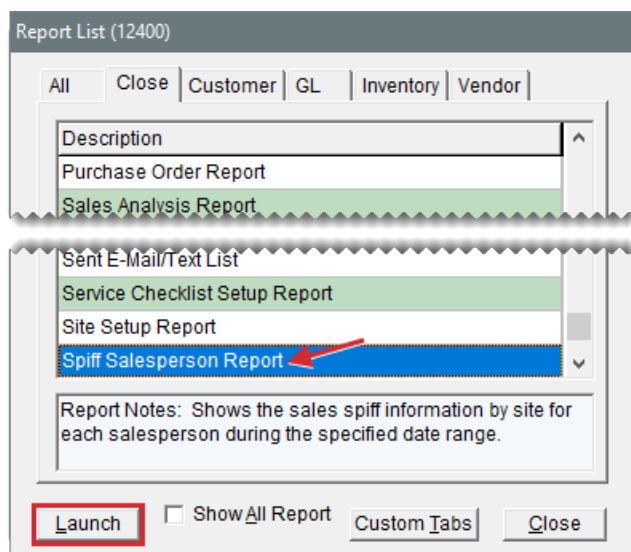 Report List (12400)
All Close Customer GL Inventory Vendor
Description
Purchase Order Report
Sales Analysis Report
Sent E-Mail/Text List
Service Checklist Setup Report
Site Setup Report
Spiff Salesperson Report
Report Notes: Shows the sales spiff information by site for
each salesperson during the specified date range.
Launch Show All Report Custom Tabs Close